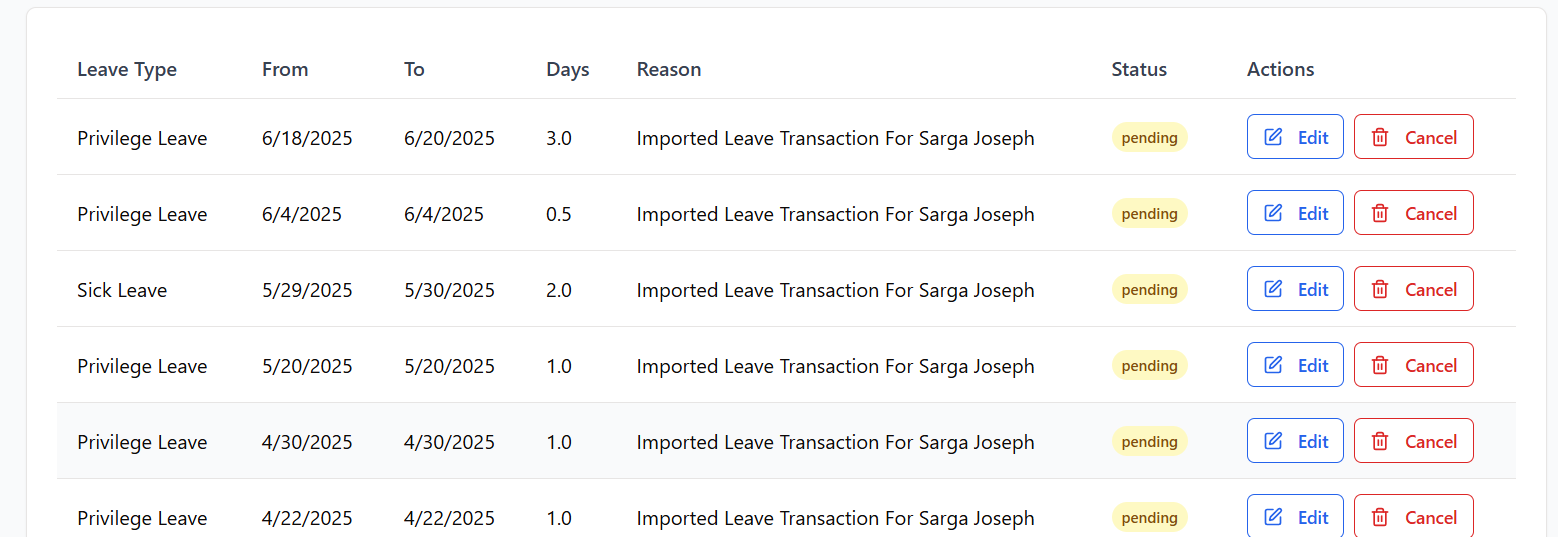 Leave Type From To Days Reason Status Actions
Privilege Leave 6/18/2025 6/20/2025 3.0 Imported Leave Transaction For Sarga Joseph pending Edit Cancel
Privilege Leave 6/4/2025 6/4/2025 0.5 Imported Leave Transaction For Sarga Joseph pending Edit Cancel
Sick Leave 5/29/2025 5/30/2025 2.0 Imported Leave Transaction For Sarga Joseph pending Edit Cancel
Privilege Leave 5/20/2025 5/20/2025 1.0 Imported Leave Transaction For Sarga Joseph pending Edit Cancel
Privilege Leave 4/30/2025 4/30/2025 1.0 Imported Leave Transaction For Sarga Joseph pending Edit Cancel
Privilege Leave 4/22/2025 4/22/2025 1.0 Imported Leave Transaction For Sarga Joseph pending Edit Cancel